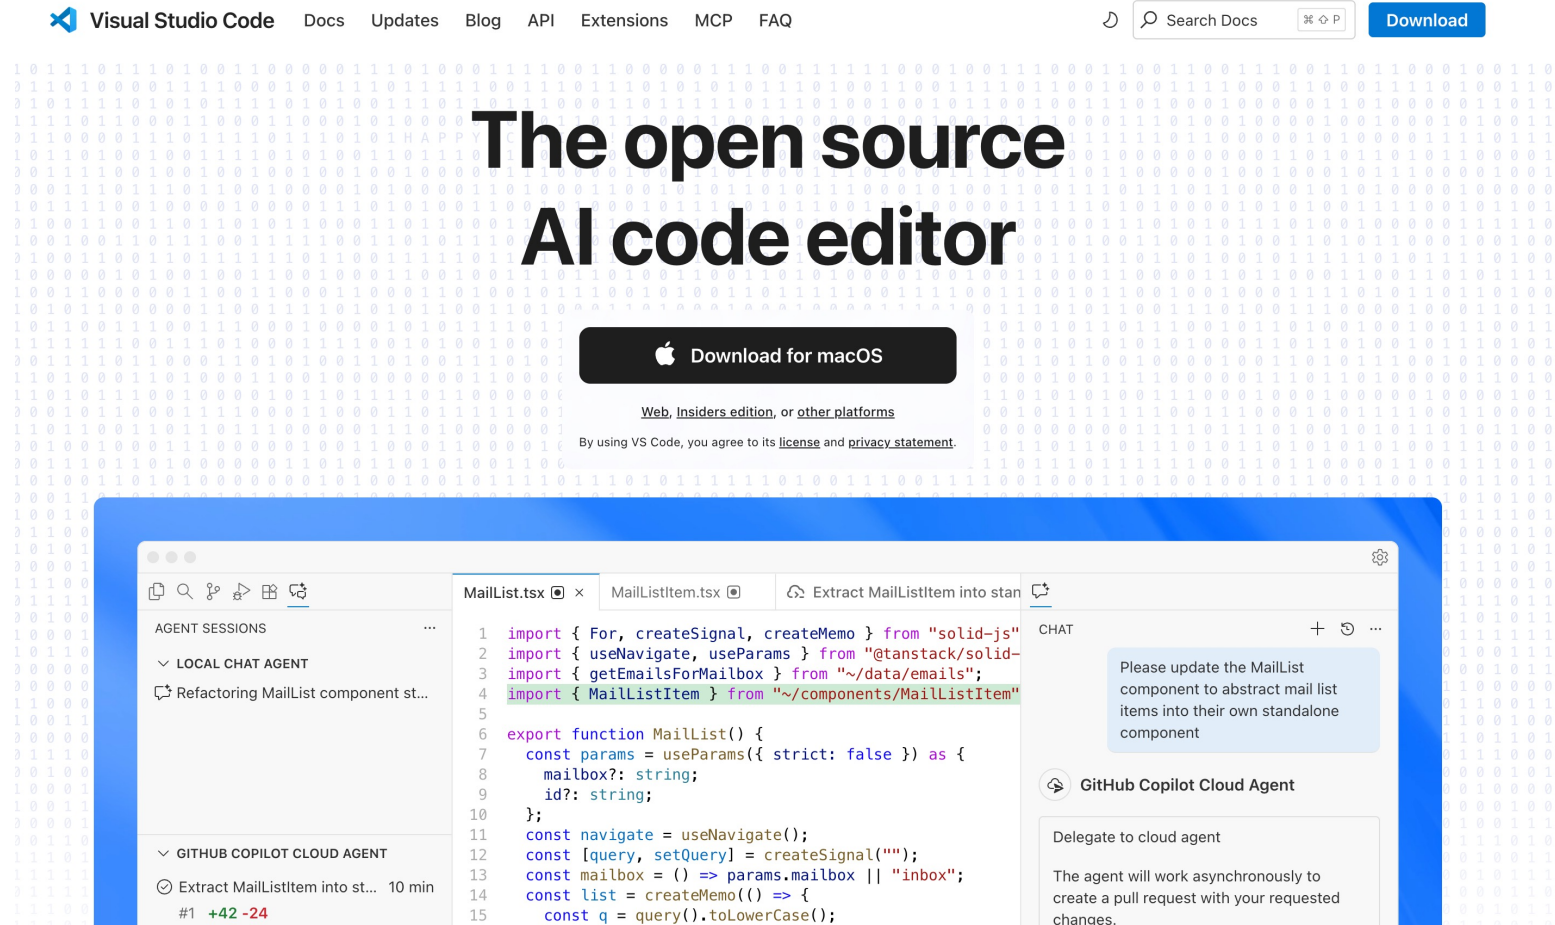 Visual Studio Code Docs Updates Blog API Extensions MCP FAQ Search Docs ⌘ ⇧ P Download
The open source
AI code editor
Download for macOS
Web, Insiders edition, or other platforms
By using VS Code, you agree to its license and privacy statement.
AGENT SESSIONS
LOCAL CHAT AGENT
Refactoring MailList component st...
GITHUB COPILOT CLOUD AGENT
Extract MailListItem into st... 10 min
#1 +42 -24
MailList.tsx MailListItem.tsx Extract MailListItem into stan
1 import { For, createSignal, createMemo } from "solid-js"
2 import { useNavigate, useParams } from "@tanstack/solid-
3 import { getEmailsForMailbox } from "~/data/emails";
4 import { MailListItem } from "~/components/MailListItem"
5
6 export function MailList() {
7 const params = useParams({ strict: false }) as {
8 mailbox?: string;
9 id?: string;
10 };
11 const navigate = useNavigate();
12 const [query, setQuery] = createSignal("");
13 const mailbox = () => params.mailbox || "inbox";
14 const list = createMemo(() => {
15 const q = query().toLowerCase();
CHAT
Please update the MailList
component to abstract mail list
items into their own standalone
component
GitHub Copilot Cloud Agent
Delegate to cloud agent
The agent will work asynchronously to
create a pull request with your requested
changes.